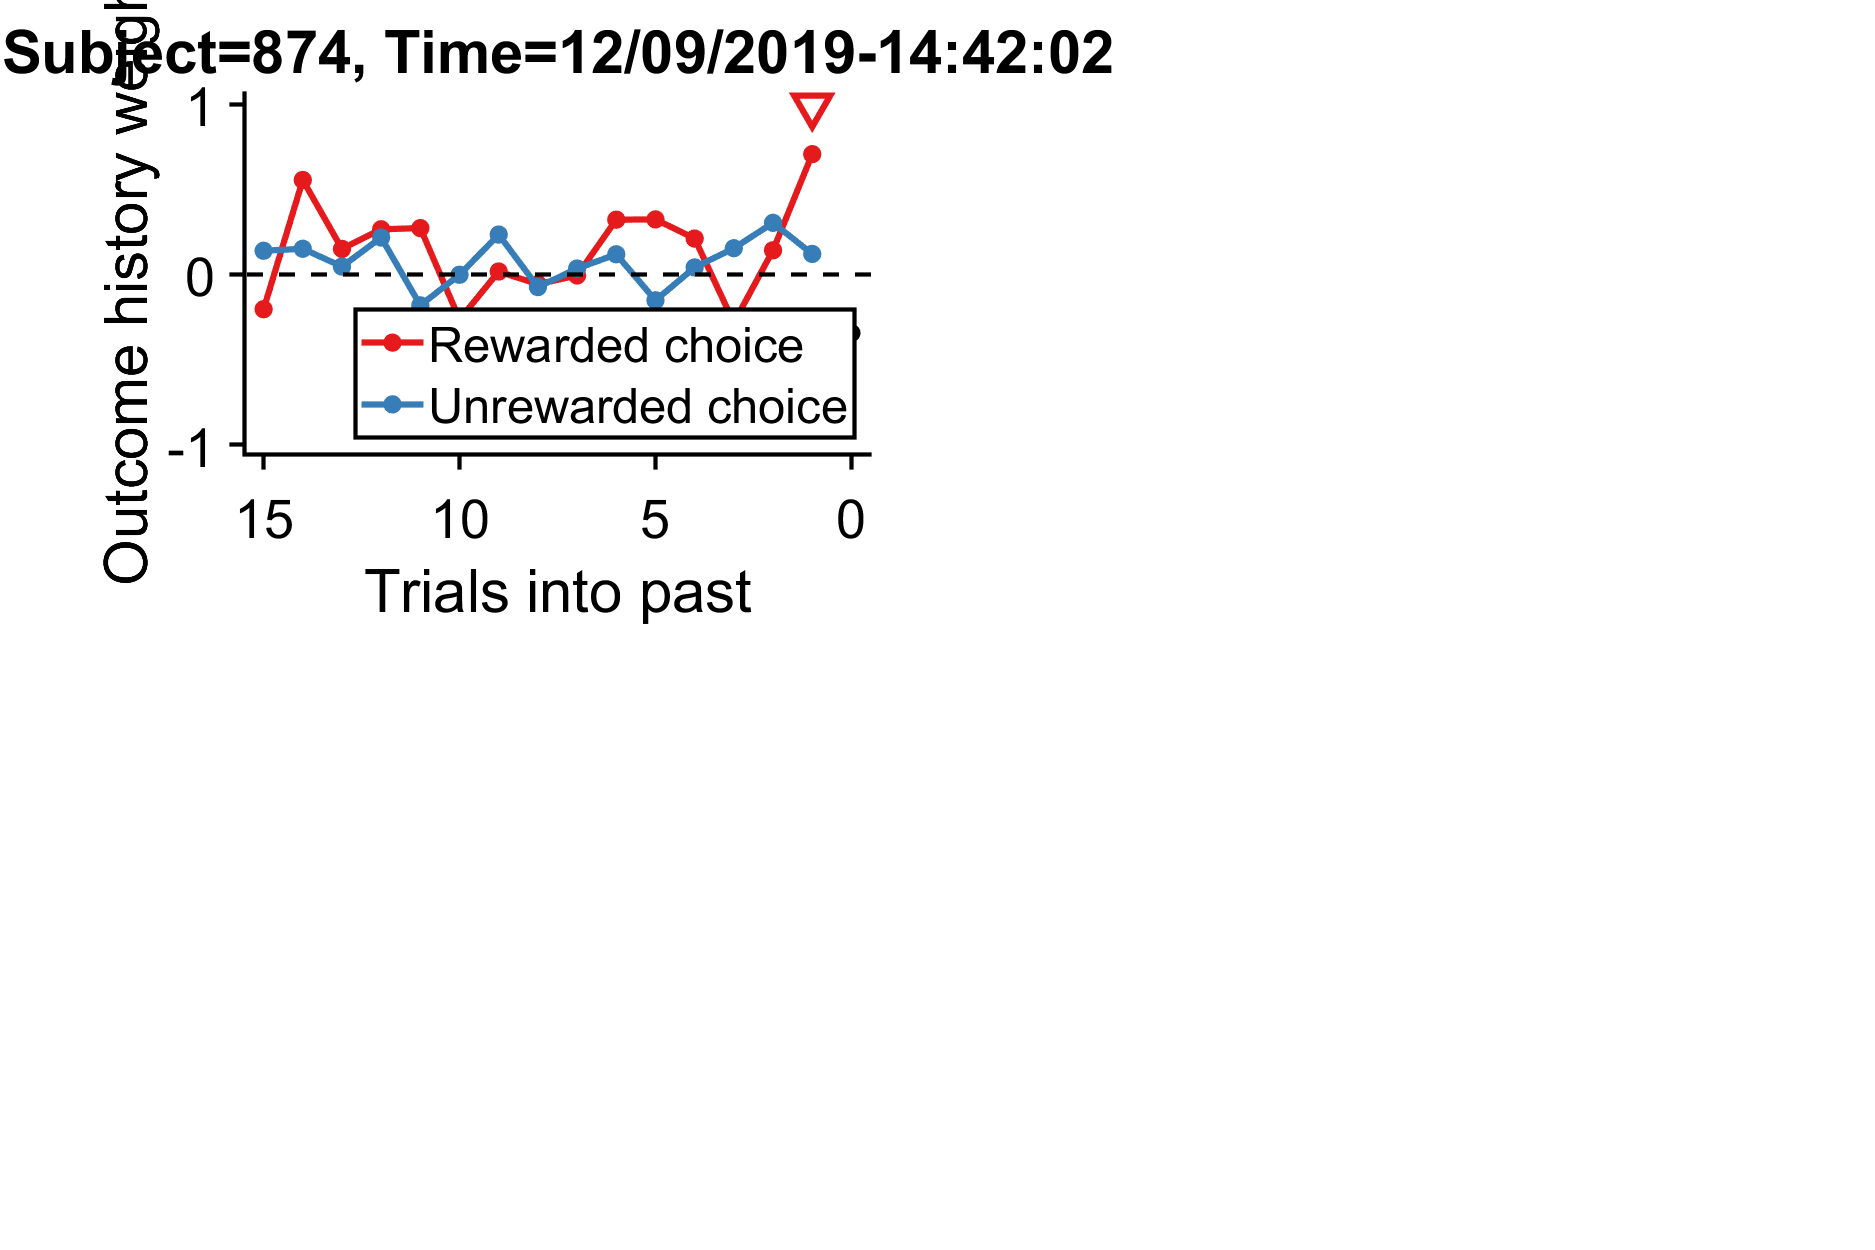 Subject=874, Time=12/09/2019-14:42:02
Outcome history weigh
1
0
-1
Rewarded choice
Unrewarded choice
15 10 5 0
Trials into past